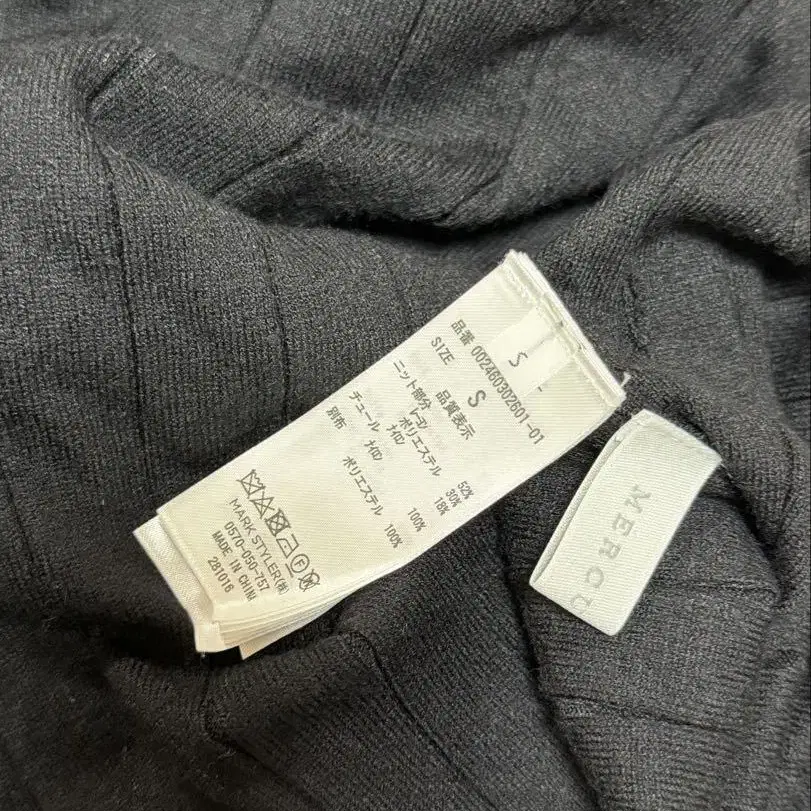 S
品番 002460302601-01
SIZE S
品質表示
ニット部分 レーヨン 52%
ポリエステル 30%
ナイロン 18%
チュール ナイロン 100%
別布 ポリエステル 100%
MARK STYLER(株)
0570-050-757
MADE IN CHINA
281016
MERCU